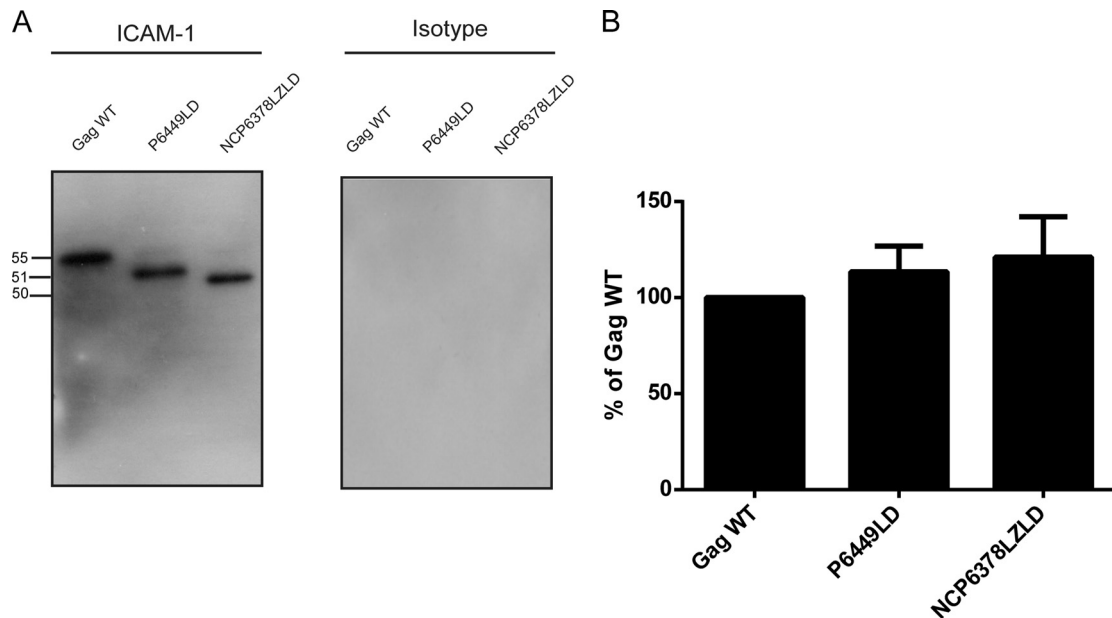 A
ICAM-1
Isotype
Gag WT
P6449LD
NCP6378LZLD
Gag WT
P6449LD
NCP6378LZLD
55
51
50
B
% of Gag WT
150
100
50
0
Gag WT
P6449LD
NCP6378LZLD